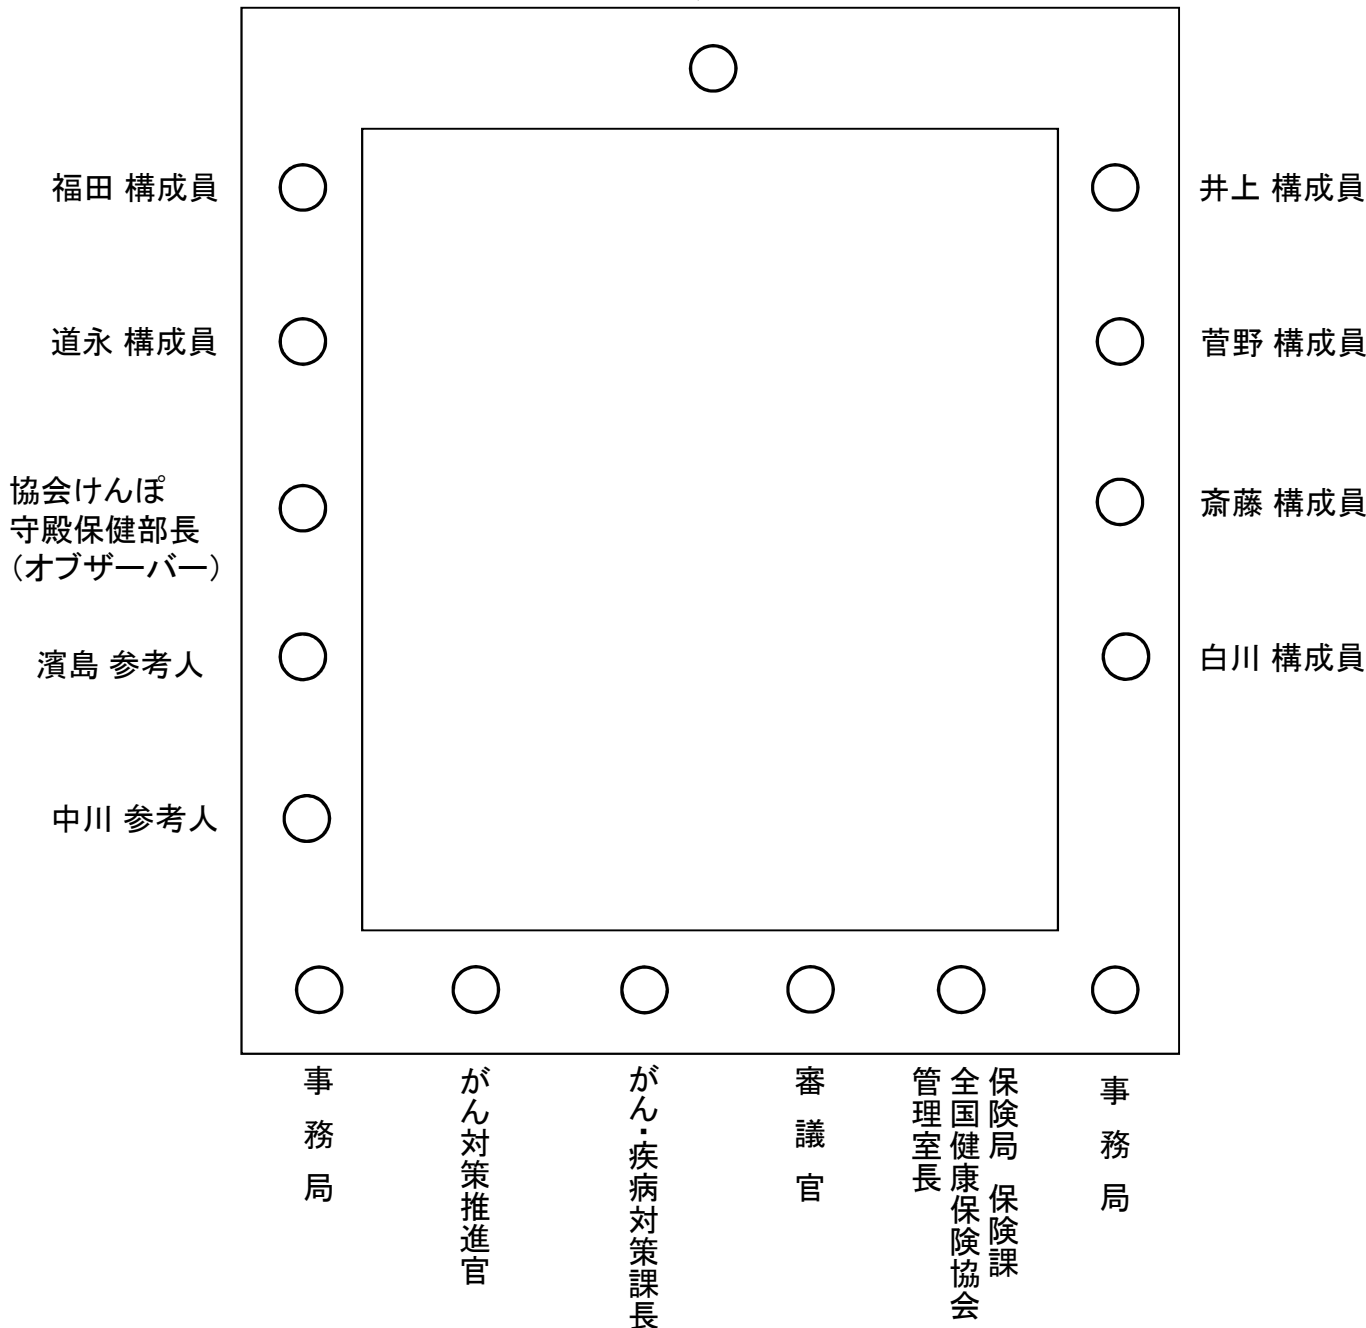 福田 構成員
井上 構成員
道永 構成員
菅野 構成員
協会けんぽ
守殿保健部長
（オブザーバー）
斎藤 構成員
濱島 参考人
白川 構成員
中川 参考人
事務局
がん対策推進官
がん・疾病対策課長
審議官
保険局 保険課
全国健康保険協会
管理室長
事務局